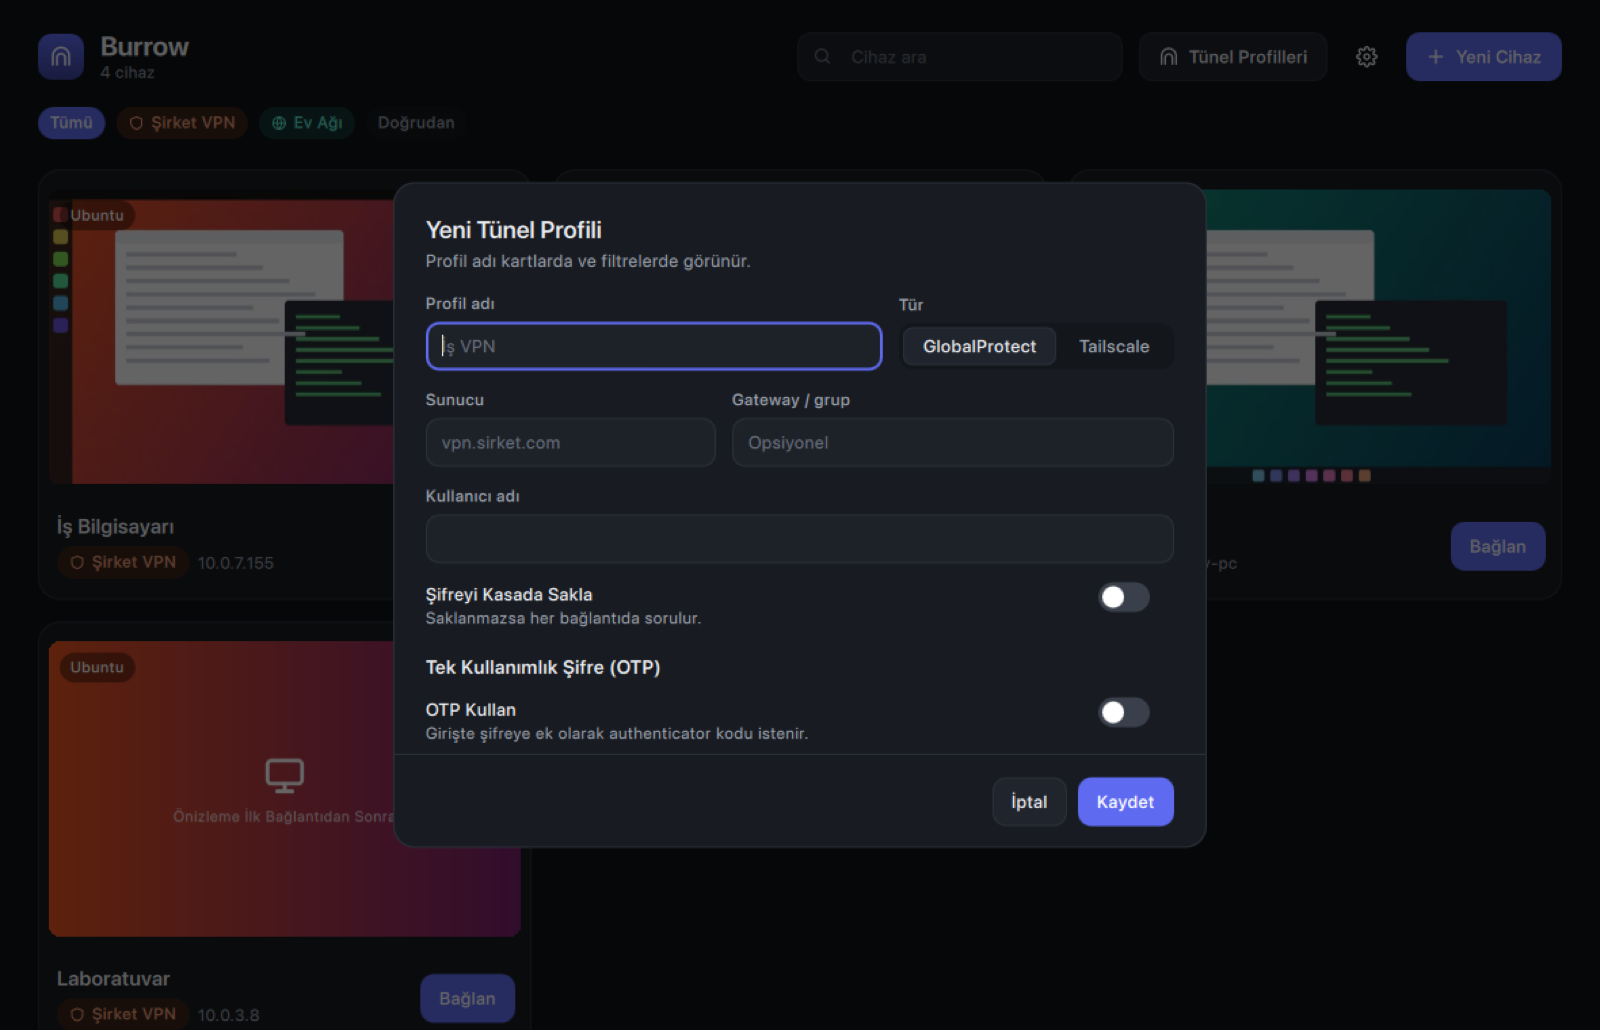 Burrow
4 cihaz
Cihaz ara
Tünel Profilleri
Yeni Cihaz
Tümü
Şirket VPN
Ev Ağı
Doğrudan
Ubuntu
İş Bilgisayarı
Şirket VPN
10.0.7.155
Yeni Tünel Profili
Profil adı kartlarda ve filtrelerde görünür.
Profil adı
Tür
İş VPN
GlobalProtect
Tailscale
Sunucu
Gateway / grup
vpn.sirket.com
Opsiyonel
Kullanıcı adı
Şifreyi Kasada Sakla
Saklanmazsa her bağlantıda sorulur.
Tek Kullanımlık Şifre (OTP)
OTP Kullan
Girişte şifreye ek olarak authenticator kodu istenir.
İptal
Kaydet
Bağlan
-pc
Ubuntu
Önizleme İlk Bağlantıdan Sonra
Laboratuvar
Şirket VPN
10.0.3.8
Bağlan